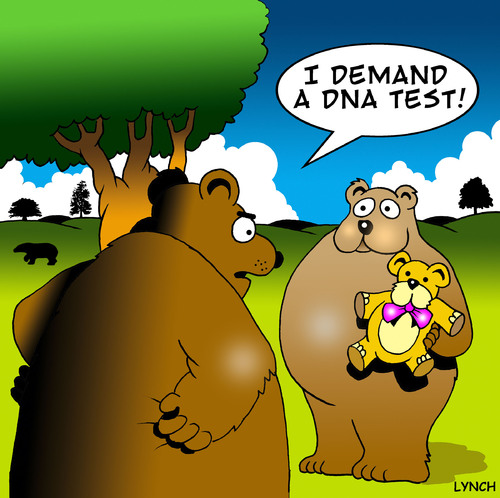 I DEMAND
A DNA TEST!
LYNCH